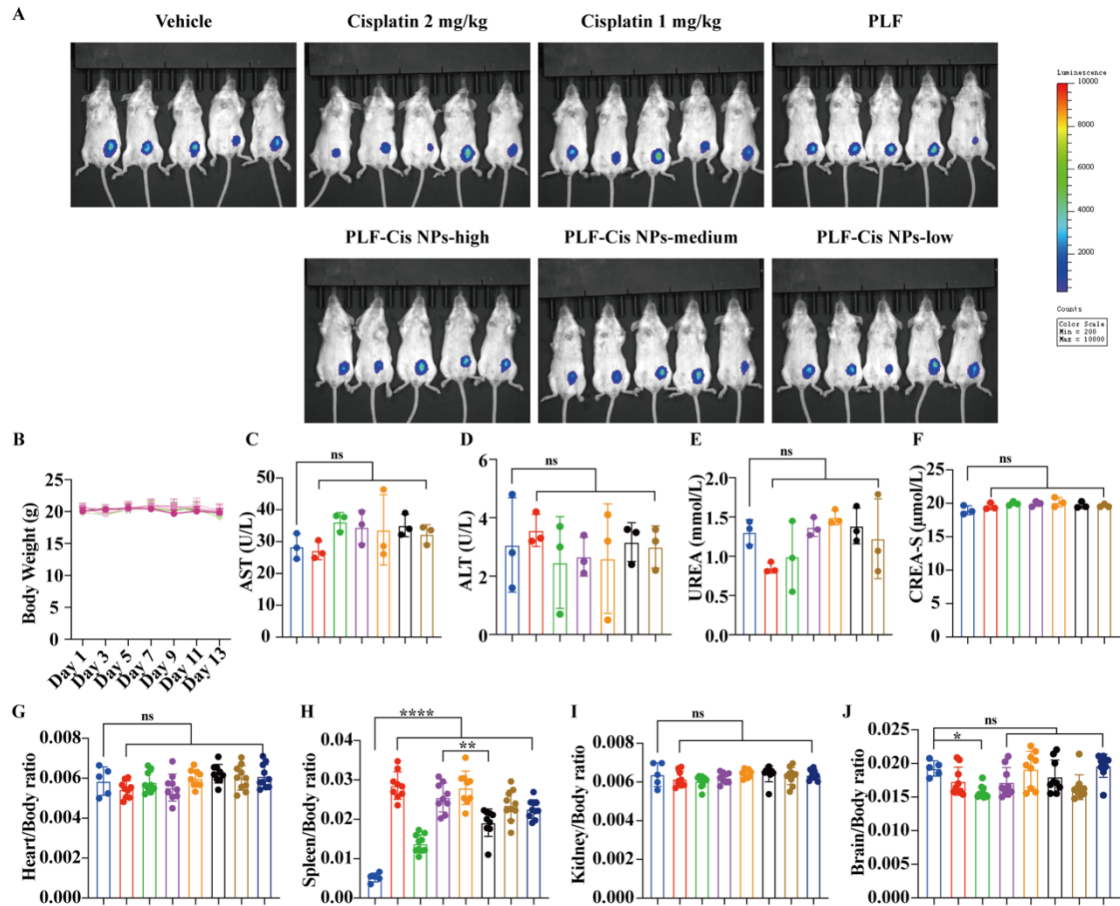 A
Vehicle
Cisplatin 2 mg/kg
Cisplatin 1 mg/kg
PLF
Luminescence
10000
8000
6000
4000
2000
Counts
Color Scale
Min = 200
Max = 10000
PLF-Cis NPs-high
PLF-Cis NPs-medium
PLF-Cis NPs-low
B
Body Weight (g)
25
20
15
10
5
0
Day 1
Day 3
Day 5
Day 7
Day 9
Day 11
Day 13
C
ns
AST (U/L)
50
40
30
20
10
0
D
ns
ALT (U/L)
6
4
2
0
E
ns
UREA (mmol/L)
2.0
1.5
1.0
0.5
0.0
F
ns
CREA-S (μmol/L)
25
20
15
10
5
0
G
ns
Heart/Body ratio
0.008
0.006
0.004
0.002
0.000
H
****
**
Spleen/Body ratio
0.04
0.03
0.02
0.01
0.00
I
ns
Kidney/Body ratio
0.008
0.006
0.004
0.002
0.000
J
ns
*
Brain/Body ratio
0.025
0.020
0.015
0.010
0.005
0.000